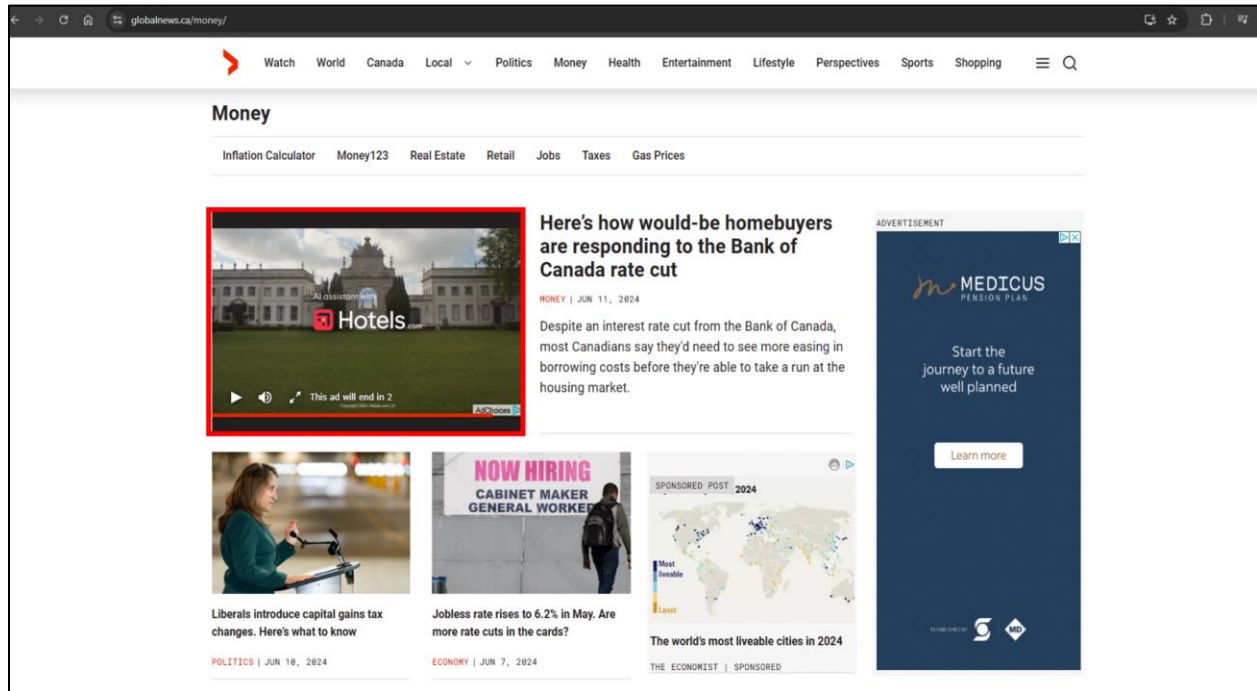 globalnews.ca/money/
Watch World Canada Local Politics Money Health Entertainment Lifestyle Perspectives Sports Shopping
Money
Inflation Calculator Money123 Real Estate Retail Jobs Taxes Gas Prices
AI assistant with
Hotels.com
This ad will end in 2
AdChoices
Here's how would-be homebuyers
are responding to the Bank of
Canada rate cut
MONEY | JUN 11, 2024
Despite an interest rate cut from the Bank of Canada,
most Canadians say they'd need to see more easing in
borrowing costs before they're able to take a run at the
housing market.
ADVERTISEMENT
MEDICUS
PENSION PLAN
Start the
journey to a future
well planned
Learn more
ESTABLISHED BY
MD
NOW HIRING
CABINET MAKER
GENERAL WORKER
SPONSORED POST
2024
Most
liveable
Least
Liberals introduce capital gains tax
changes. Here's what to know
POLITICS | JUN 10, 2024
Jobless rate rises to 6.2% in May. Are
more rate cuts in the cards?
ECONOMY | JUN 7, 2024
The world's most liveable cities in 2024
THE ECONOMIST | SPONSORED